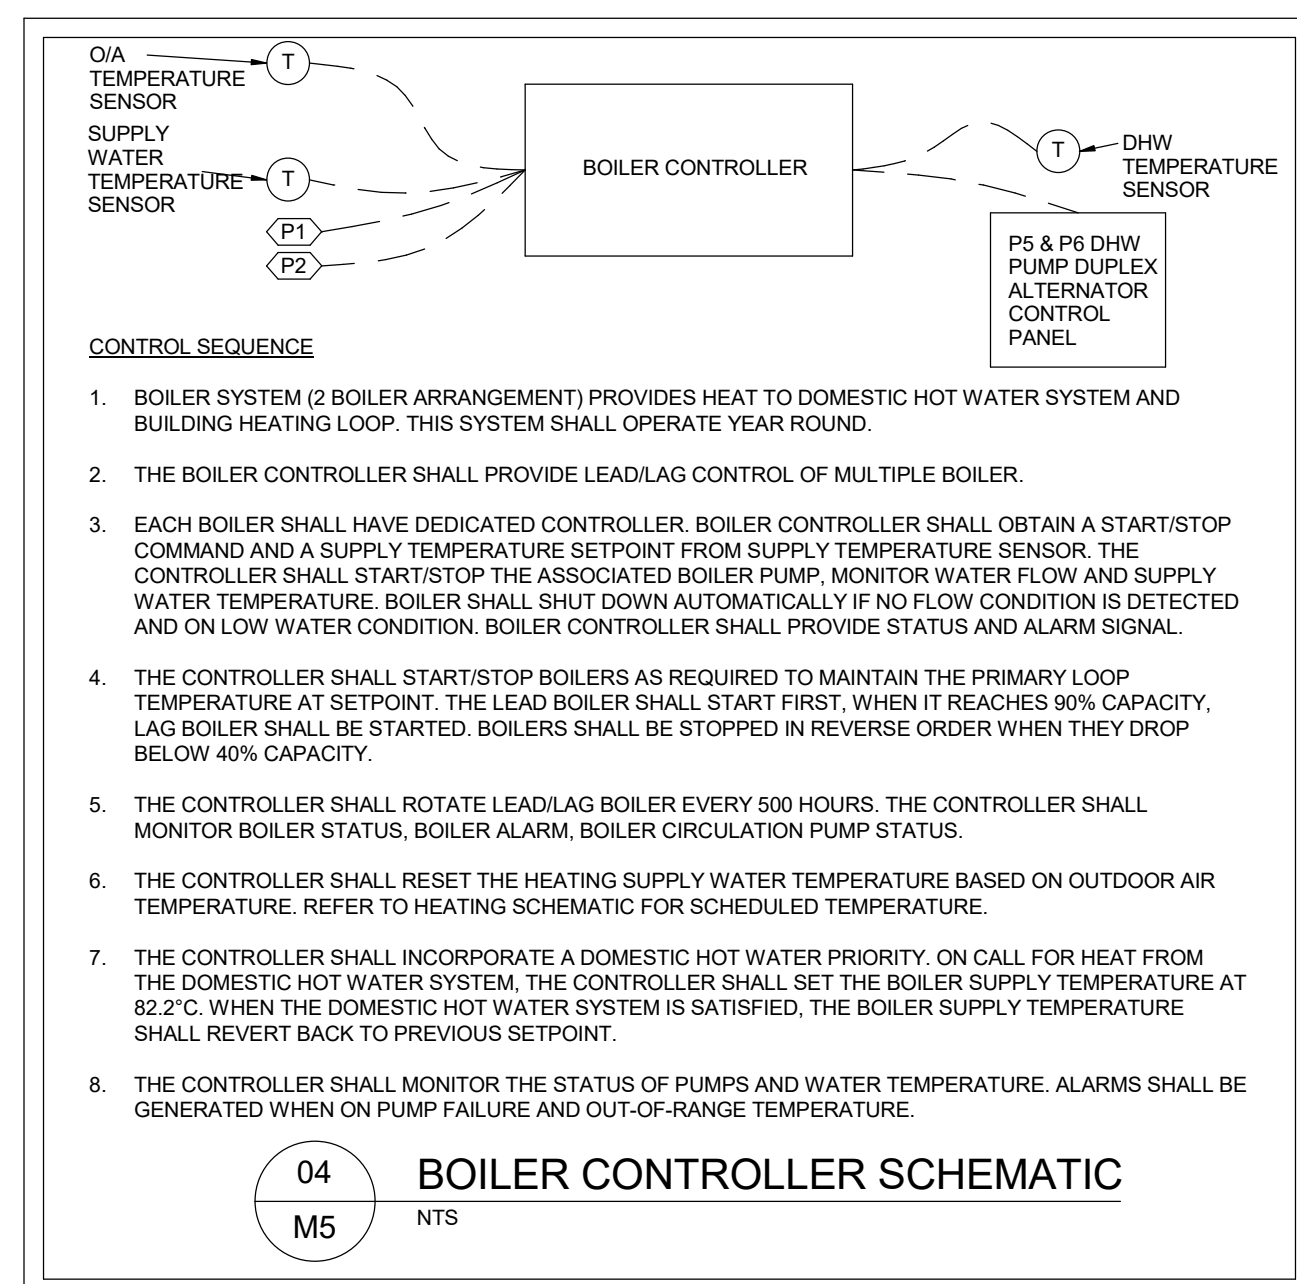 O/A
TEMPERATURE
SENSOR
T
SUPPLY
WATER
TEMPERATURE
SENSOR
T
P1
P2
BOILER CONTROLLER
T
DHW
TEMPERATURE
SENSOR
P5 & P6 DHW
PUMP DUPLEX
ALTERNATOR
CONTROL
PANEL
CONTROL SEQUENCE
1. BOILER SYSTEM (2 BOILER ARRANGEMENT) PROVIDES HEAT TO DOMESTIC HOT WATER SYSTEM AND
BUILDING HEATING LOOP. THIS SYSTEM SHALL OPERATE YEAR ROUND.
2. THE BOILER CONTROLLER SHALL PROVIDE LEAD/LAG CONTROL OF MULTIPLE BOILER.
3. EACH BOILER SHALL HAVE DEDICATED CONTROLLER. BOILER CONTROLLER SHALL OBTAIN A START/STOP
COMMAND AND A SUPPLY TEMPERATURE SETPOINT FROM SUPPLY TEMPERATURE SENSOR. THE
CONTROLLER SHALL START/STOP THE ASSOCIATED BOILER PUMP, MONITOR WATER FLOW AND SUPPLY
WATER TEMPERATURE. BOILER SHALL SHUT DOWN AUTOMATICALLY IF NO FLOW CONDITION IS DETECTED
AND ON LOW WATER CONDITION. BOILER CONTROLLER SHALL PROVIDE STATUS AND ALARM SIGNAL.
4. THE CONTROLLER SHALL START/STOP BOILERS AS REQUIRED TO MAINTAIN THE PRIMARY LOOP
TEMPERATURE AT SETPOINT. THE LEAD BOILER SHALL START FIRST, WHEN IT REACHES 90% CAPACITY,
LAG BOILER SHALL BE STARTED. BOILERS SHALL BE STOPPED IN REVERSE ORDER WHEN THEY DROP
BELOW 40% CAPACITY.
5. THE CONTROLLER SHALL ROTATE LEAD/LAG BOILER EVERY 500 HOURS. THE CONTROLLER SHALL
MONITOR BOILER STATUS, BOILER ALARM, BOILER CIRCULATION PUMP STATUS.
6. THE CONTROLLER SHALL RESET THE HEATING SUPPLY WATER TEMPERATURE BASED ON OUTDOOR AIR
TEMPERATURE. REFER TO HEATING SCHEMATIC FOR SCHEDULED TEMPERATURE.
7. THE CONTROLLER SHALL INCORPORATE A DOMESTIC HOT WATER PRIORITY. ON CALL FOR HEAT FROM
THE DOMESTIC HOT WATER SYSTEM, THE CONTROLLER SHALL SET THE BOILER SUPPLY TEMPERATURE AT
82.2°C. WHEN THE DOMESTIC HOT WATER SYSTEM IS SATISFIED, THE BOILER SUPPLY TEMPERATURE
SHALL REVERT BACK TO PREVIOUS SETPOINT.
8. THE CONTROLLER SHALL MONITOR THE STATUS OF PUMPS AND WATER TEMPERATURE. ALARMS SHALL BE
GENERATED WHEN ON PUMP FAILURE AND OUT-OF-RANGE TEMPERATURE.
04
M5
BOILER CONTROLLER SCHEMATIC
NTS